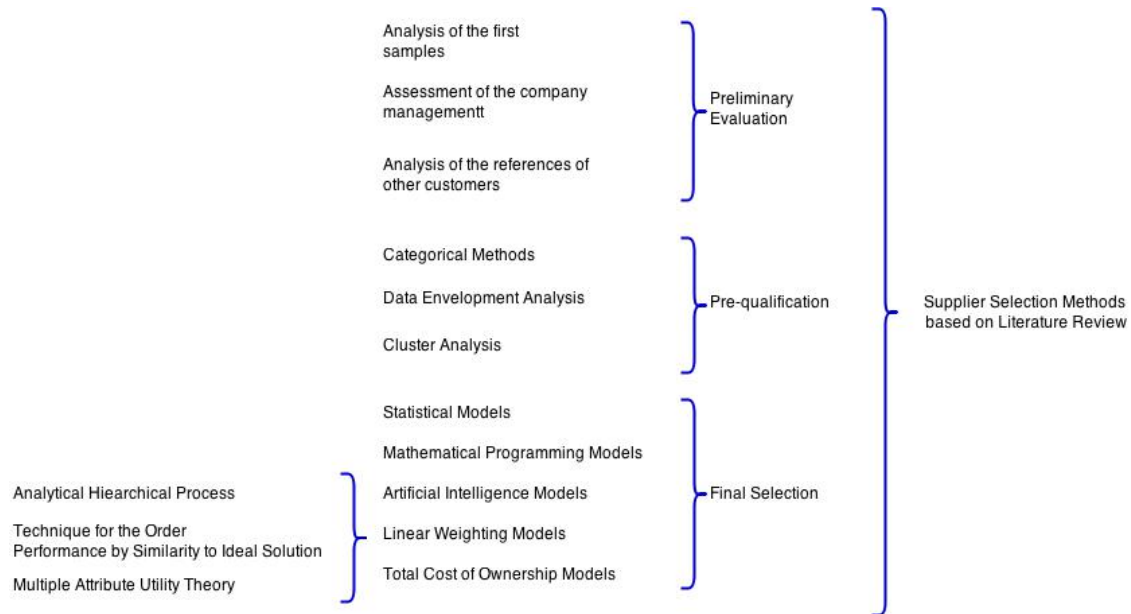 Analysis of the first
samples
Assessment of the company
managementt
Analysis of the references of
other customers
Preliminary
Evaluation
Categorical Methods
Data Envelopment Analysis
Cluster Analysis
Pre-qualification
Supplier Selection Methods
based on Literature Review
Statistical Models
Mathematical Programming Models
Artificial Intelligence Models
Linear Weighting Models
Total Cost of Ownership Models
Final Selection
Analytical Hiearchical Process
Technique for the Order
Performance by Similarity to Ideal Solution
Multiple Attribute Utility Theory